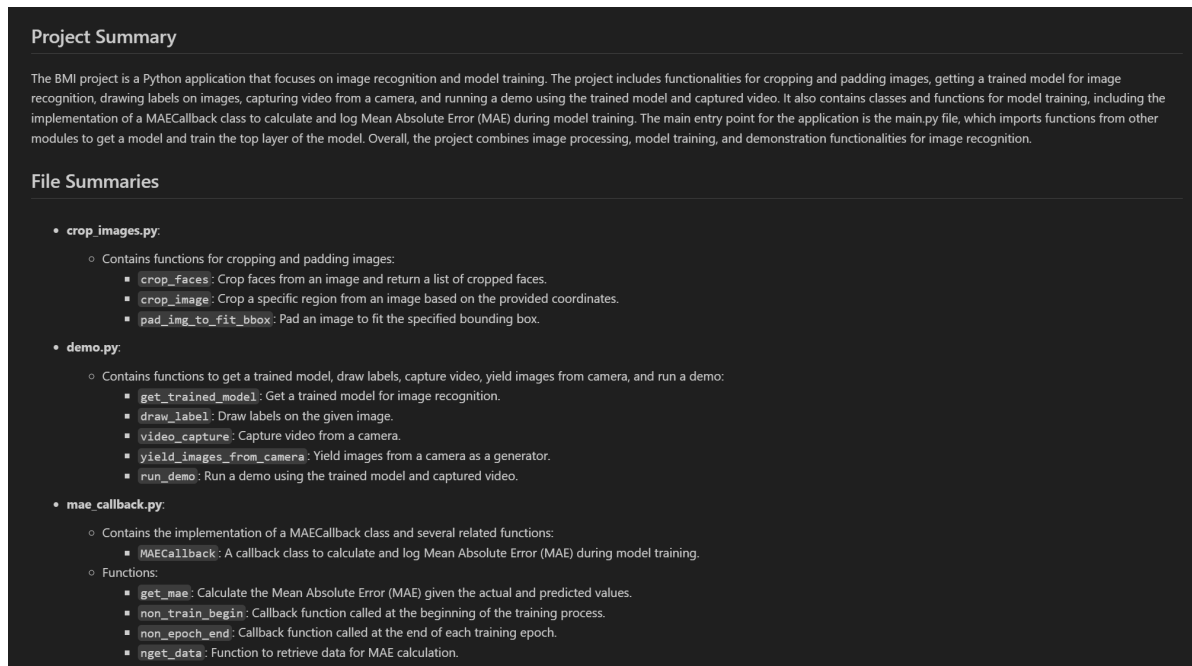 Project Summary
The BMI project is a Python application that focuses on image recognition and model training. The project includes functionalities for cropping and padding images, getting a trained model for image
recognition, drawing labels on images, capturing video from a camera, and running a demo using the trained model and captured video. It also contains classes and functions for model training, including the
implementation of a MAECallback class to calculate and log Mean Absolute Error (MAE) during model training. The main entry point for the application is the main.py file, which imports functions from other
modules to get a model and train the top layer of the model. Overall, the project combines image processing, model training, and demonstration functionalities for image recognition.
File Summaries
• crop_images.py:
○ Contains functions for cropping and padding images:
▪ crop_faces: Crop faces from an image and return a list of cropped faces.
▪ crop_image: Crop a specific region from an image based on the provided coordinates.
▪ pad_img_to_fit_bbox: Pad an image to fit the specified bounding box.
• demo.py:
○ Contains functions to get a trained model, draw labels, capture video, yield images from camera, and run a demo:
▪ get_trained_model: Get a trained model for image recognition.
▪ draw_label: Draw labels on the given image.
▪ video_capture: Capture video from a camera.
▪ yield_images_from_camera: Yield images from a camera as a generator.
▪ run_demo: Run a demo using the trained model and captured video.
• mae_callback.py:
○ Contains the implementation of a MAECallback class and several related functions:
▪ MAECallback: A callback class to calculate and log Mean Absolute Error (MAE) during model training.
○ Functions:
▪ get_mae: Calculate the Mean Absolute Error (MAE) given the actual and predicted values.
▪ non_train_begin: Callback function called at the beginning of the training process.
▪ non_epoch_end: Callback function called at the end of each training epoch.
▪ nget_data: Function to retrieve data for MAE calculation.